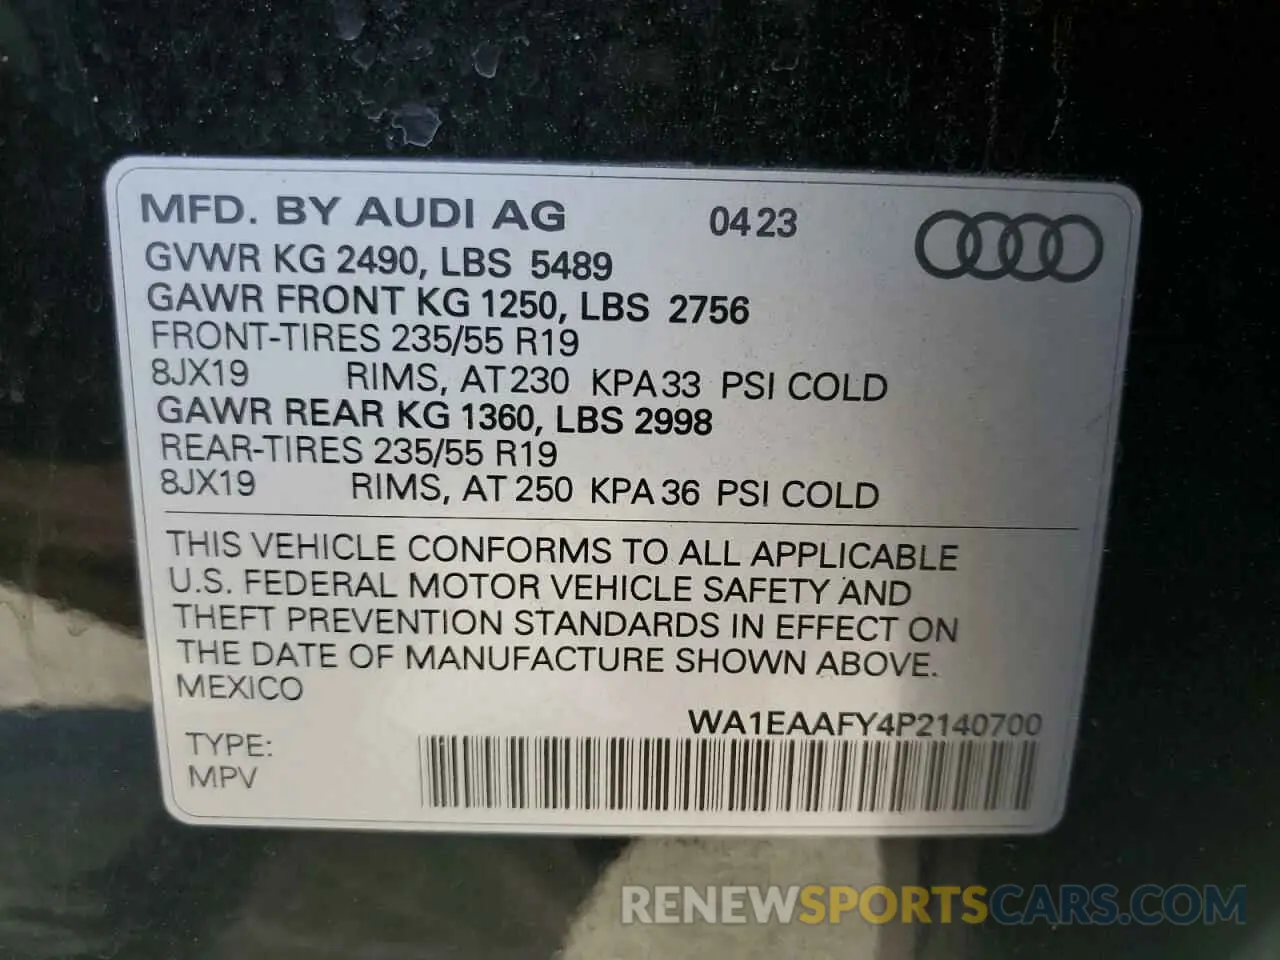 MFD. BY AUDI AG 0423
GVWR KG 2490, LBS 5489
GAWR FRONT KG 1250, LBS 2756
FRONT-TIRES 235/55 R19
8JX19 RIMS, AT 230 KPA 33 PSI COLD
GAWR REAR KG 1360, LBS 2998
REAR-TIRES 235/55 R19
8JX19 RIMS, AT 250 KPA 36 PSI COLD
THIS VEHICLE CONFORMS TO ALL APPLICABLE
U.S. FEDERAL MOTOR VEHICLE SAFETY AND
THEFT PREVENTION STANDARDS IN EFFECT ON
THE DATE OF MANUFACTURE SHOWN ABOVE.
MEXICO
WA1EAAFY4P2140700
TYPE:
MPV
RENEWSPORTSCARS.COM